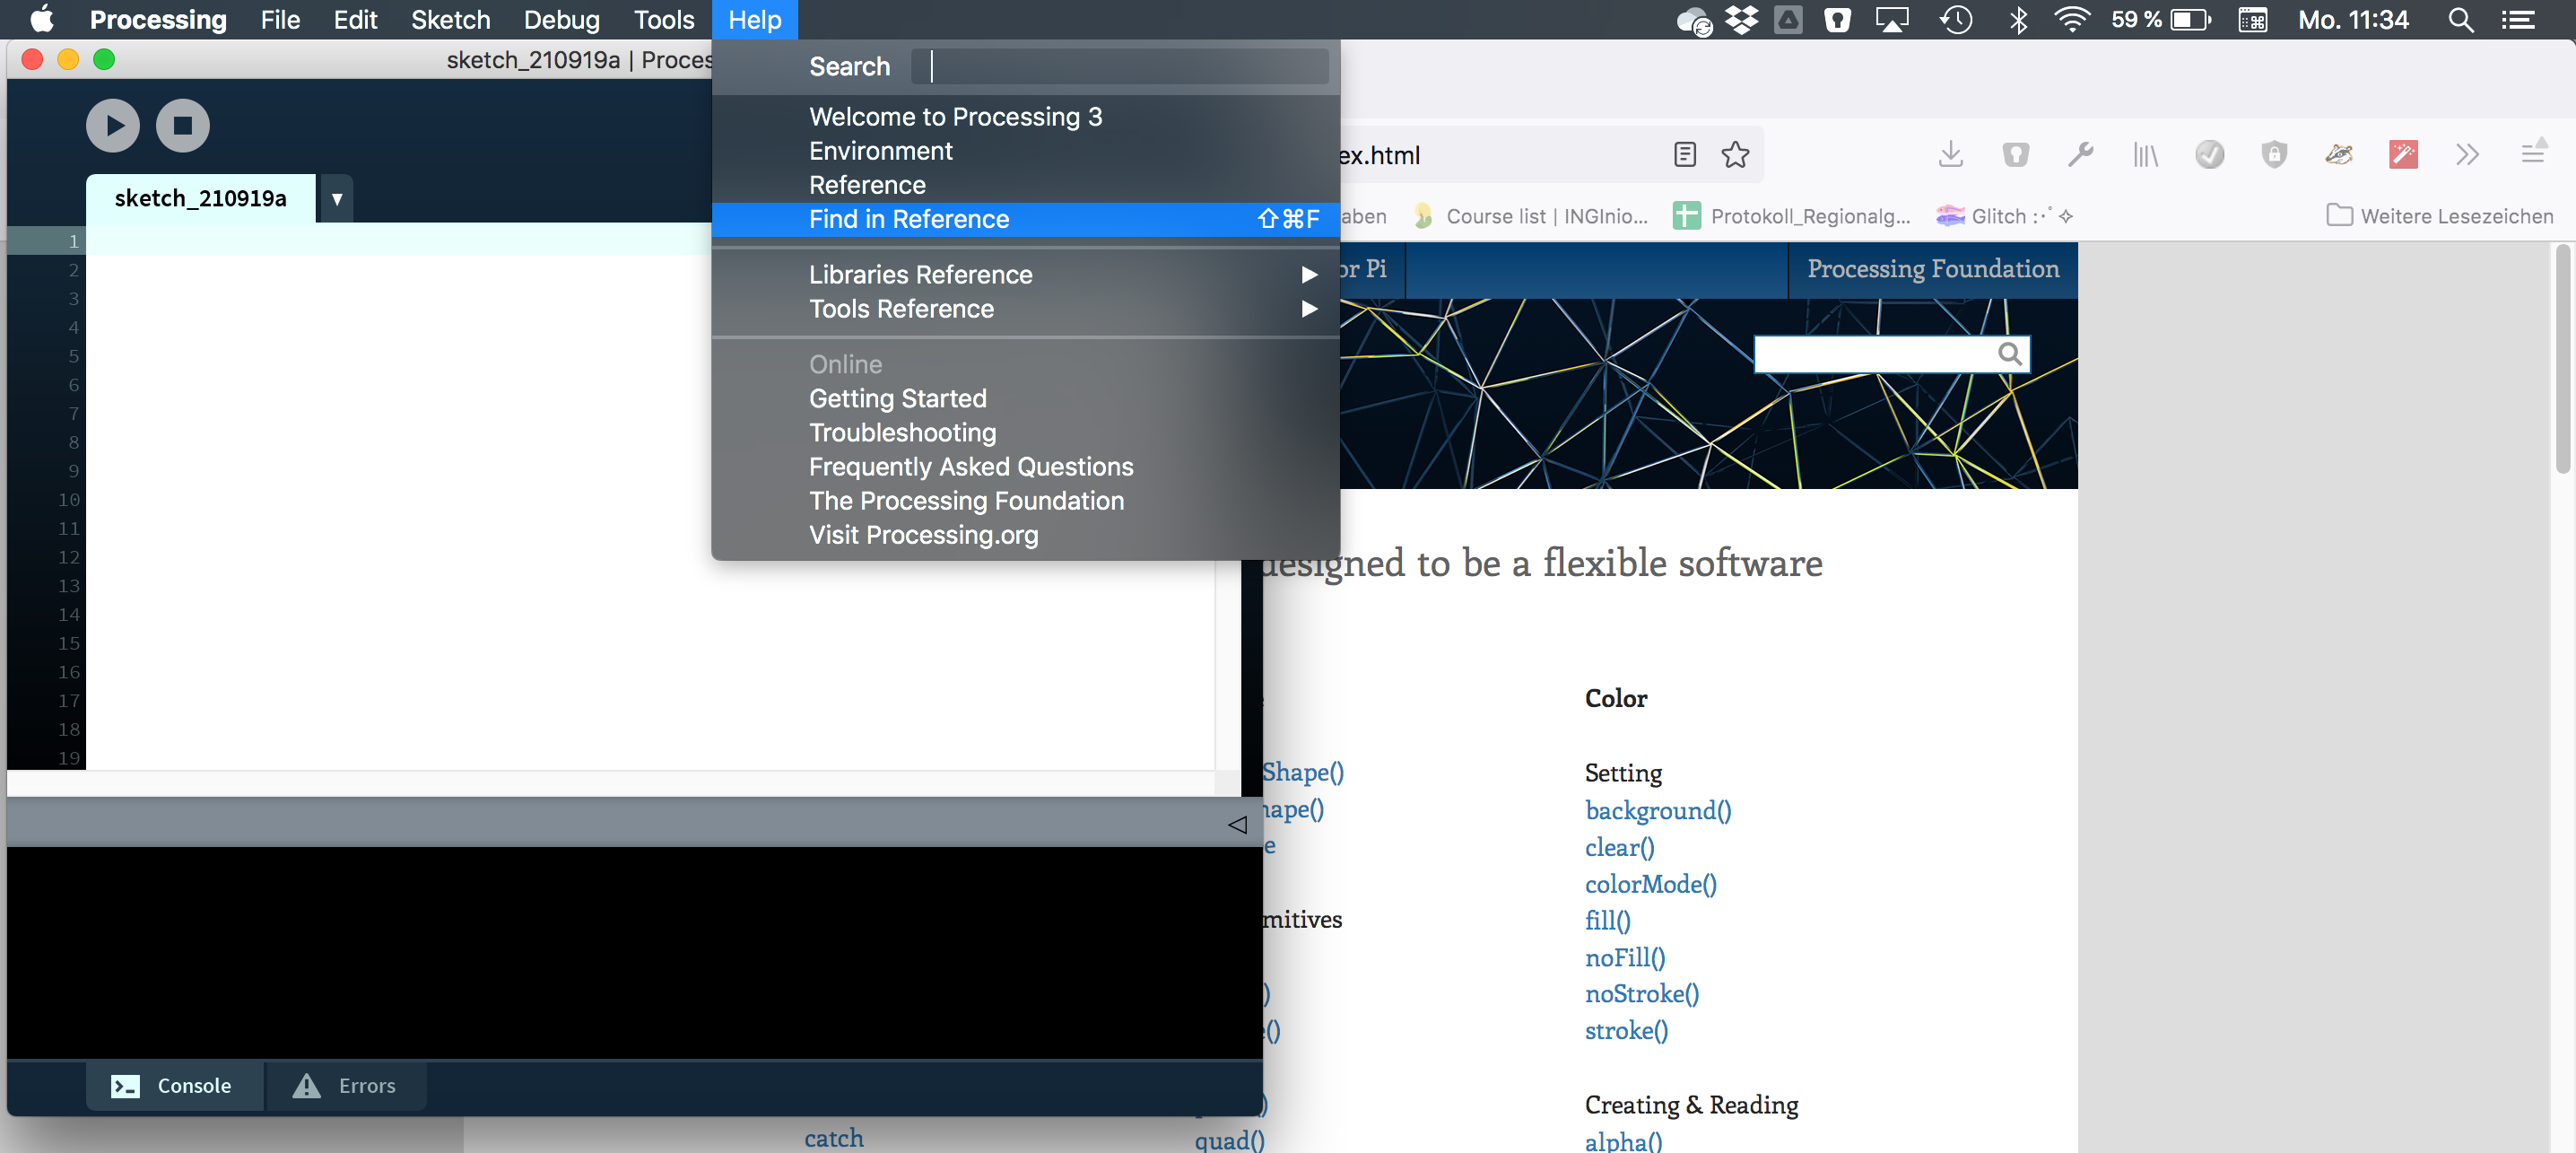 Processing File Edit Sketch Debug Tools Help 59 % Mo. 11:34
sketch_210919a | Proces
Search
Welcome to Processing 3
Environment
Reference
Find in Reference ⇧⌘F
Libraries Reference
Tools Reference
Online
Getting Started
Troubleshooting
Frequently Asked Questions
The Processing Foundation
Visit Processing.org
sketch_210919a
1
2
3
4
5
6
7
8
9
10
11
12
13
14
15
16
17
18
19
Console Errors
ex.html
aben Course list | INGInio... Protokoll_Regionalg... Glitch :·ﾟ✧ Weitere Lesezeichen
or Pi Processing Foundation
designed to be a flexible software
Shape()
hape()
e
mitives
)
e()
)
quad()
catch
Color
Setting
background()
clear()
colorMode()
fill()
noFill()
noStroke()
stroke()
Creating & Reading
alpha()